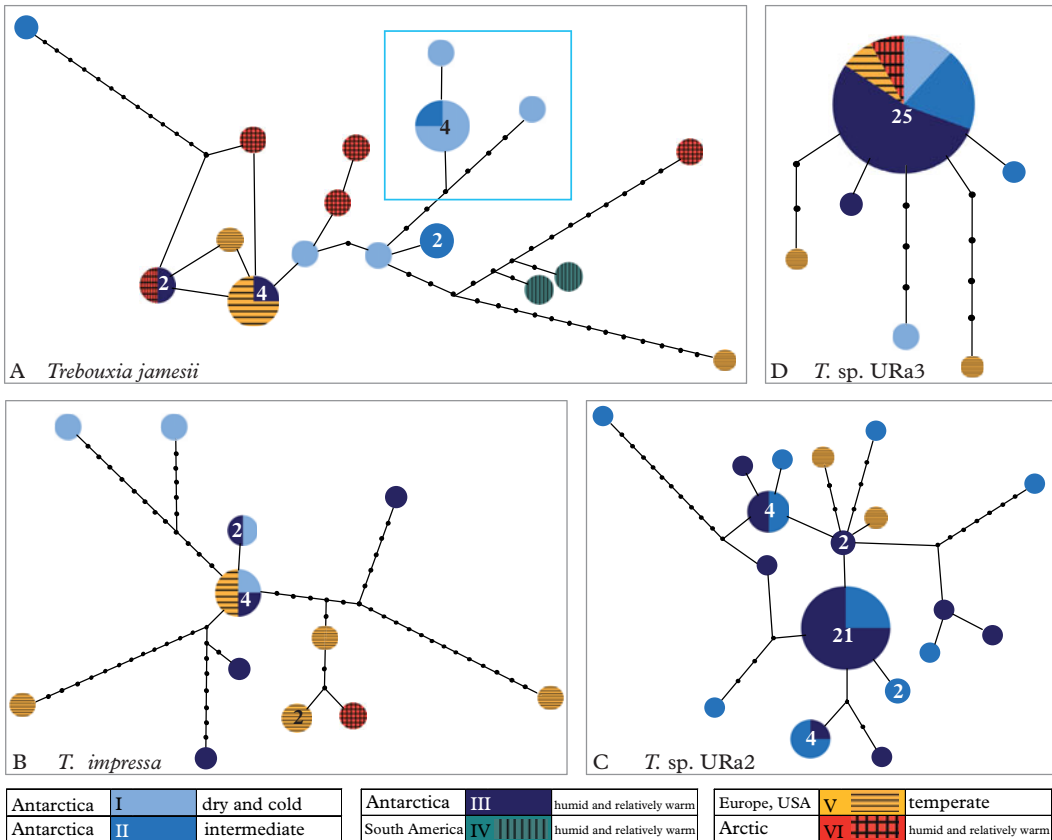 4
2
2
4
25
A Trebouxia jamesii
D T. sp. URa3
2
4
2
B T. impressa
4
2
21
2
4
C T. sp. URa2
Antarctica I dry and cold
Antarctica II intermediate
Antarctica III humid and relatively warm
South America IV humid and relatively warm
Europe, USA V temperate
Arctic VI humid and relatively warm